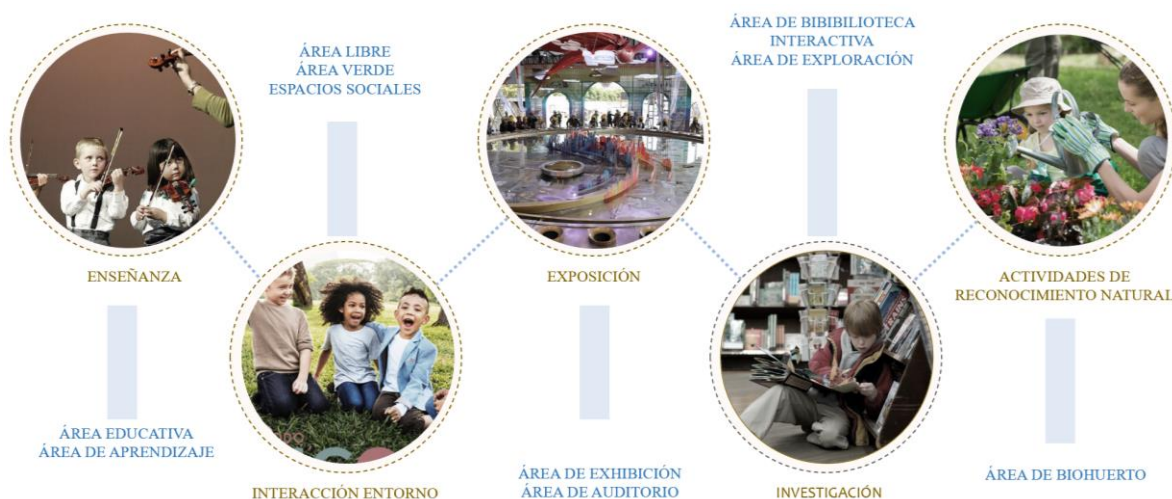 ÁREA LIBRE
ÁREA VERDE
ESPACIOS SOCIALES
ÁREA DE BIBIBILIOTECA
INTERACTIVA
ÁREA DE EXPLORACIÓN
ENSEÑANZA
EXPOSICIÓN
ACTIVIDADES DE
RECONOCIMIENTO NATURAL
ÁREA EDUCATIVA
ÁREA DE APRENDIZAJE
INTERACCIÓN ENTORNO
ÁREA DE EXHIBICIÓN
ÁREA DE AUDITORIO
INVESTIGACIÓN
ÁREA DE BIOHUERTO